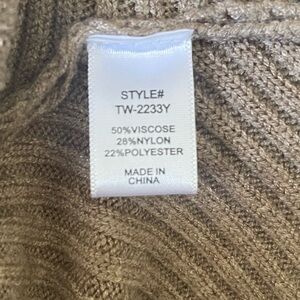 STYLE#
TW-2233Y
50%VISCOSE
28%NYLON
22%POLYESTER
MADE IN
CHINA